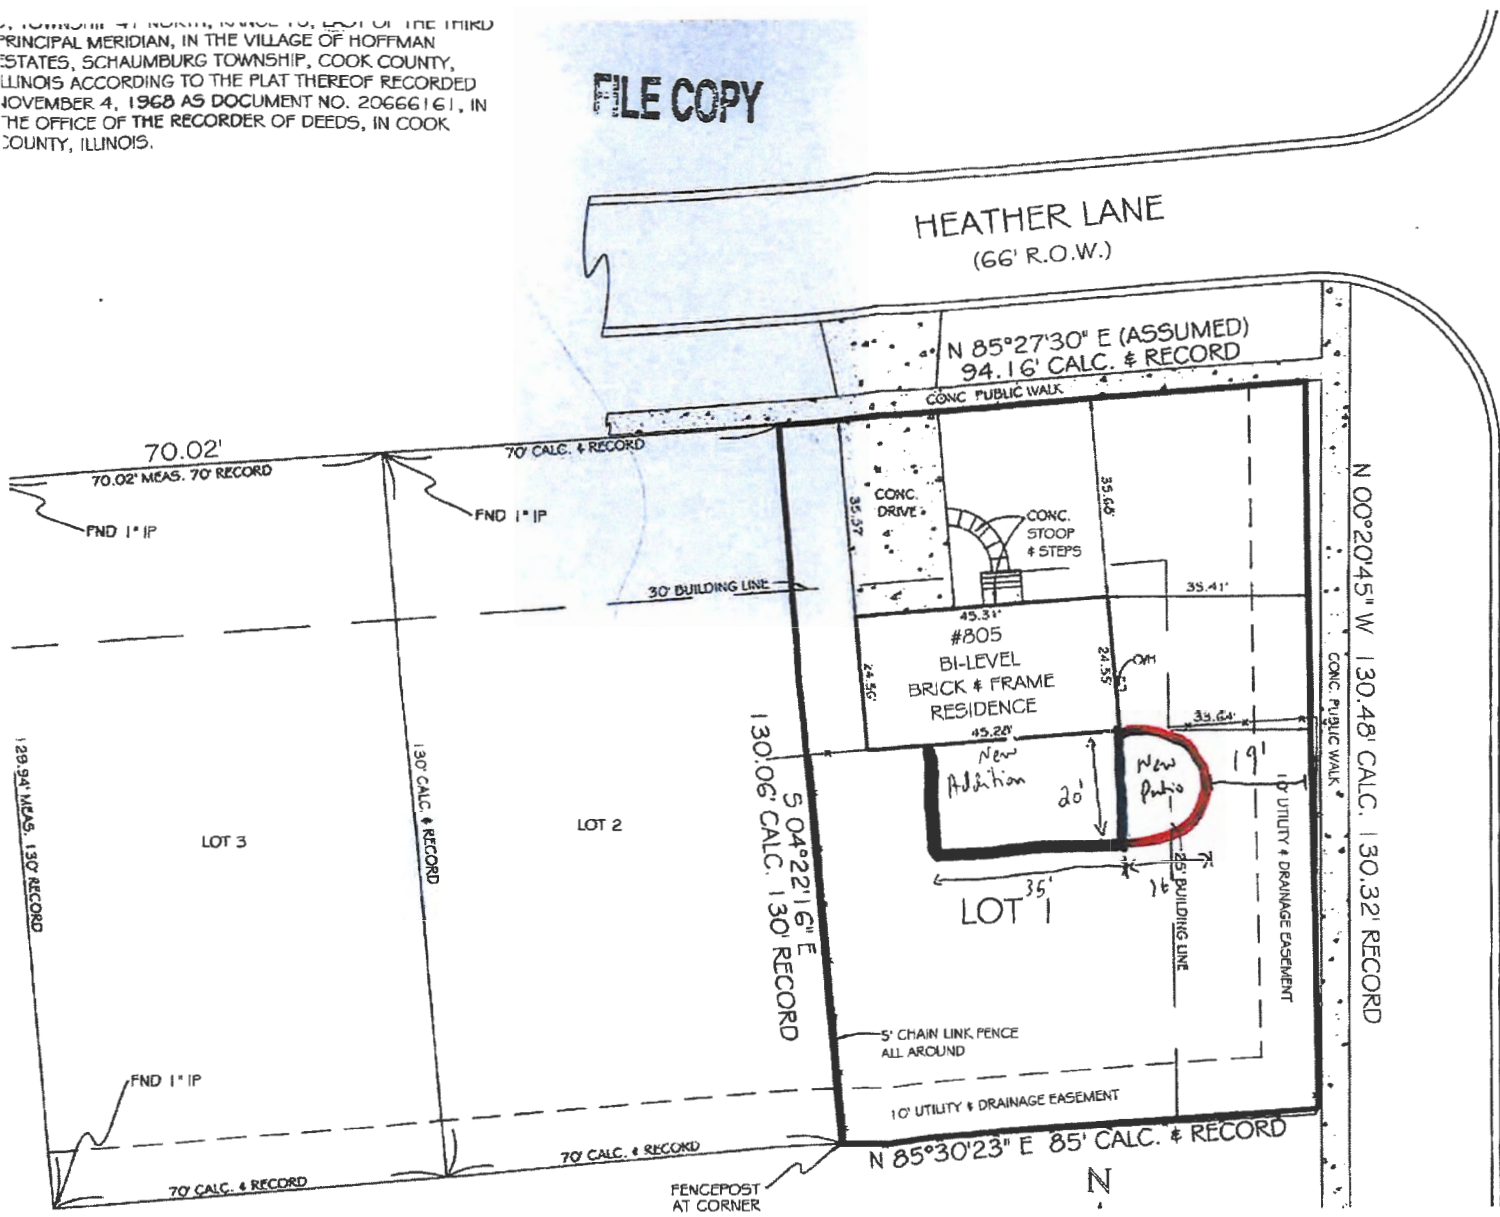 PRINCIPAL MERIDIAN, IN THE VILLAGE OF HOFFMAN
ESTATES, SCHAUMBURG TOWNSHIP, COOK COUNTY,
ILLINOIS ACCORDING TO THE PLAT THEREOF RECORDED
NOVEMBER 4, 1968 AS DOCUMENT NO. 20666161, IN
THE OFFICE OF THE RECORDER OF DEEDS, IN COOK
COUNTY, ILLINOIS.
FILE COPY
HEATHER LANE
(66' R.O.W.)
N 85°27'30" E (ASSUMED)
94.16' CALC. & RECORD
CONC PUBLIC WALK
70.02'
70.02' MEAS. 70' RECORD
70' CALC. & RECORD
FND 1" IP
FND 1" IP
CONC.
DRIVE
35.37
35.68'
CONC.
STOOP
& STEPS
30' BUILDING LINE
35.41'
45.31'
#805
BI-LEVEL
BRICK & FRAME
RESIDENCE
24.56'
24.55'
O/H
45.28'
33.64'
New
Addition
20'
New
Patio
19'
35'
16'
LOT 1
LOT 2
LOT 3
129.94' MEAS. 130' RECORD
130' CALC. & RECORD
S 04°22'16" E
130.06' CALC. 130' RECORD
25' BUILDING LINE
10' UTILITY & DRAINAGE EASEMENT
CONC. PUBLIC WALK
N 00°20'45" W 130.48' CALC. 130.32' RECORD
5' CHAIN LINK FENCE
ALL AROUND
FND 1" IP
10' UTILITY & DRAINAGE EASEMENT
N 85°30'23" E 85' CALC. & RECORD
70' CALC. & RECORD
70' CALC. & RECORD
FENCEPOST
AT CORNER
N